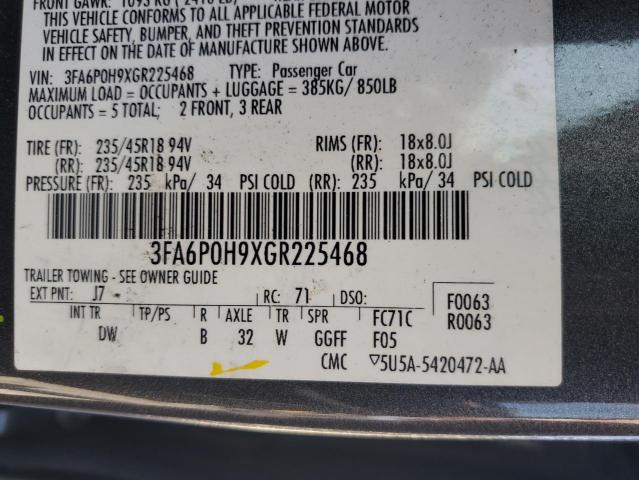 FRONT GAWR: 1095 KG ( 2410 LB)
THIS VEHICLE CONFORMS TO ALL APPLICABLE FEDERAL MOTOR
VEHICLE SAFETY, BUMPER, AND THEFT PREVENTION STANDARDS
IN EFFECT ON THE DATE OF MANUFACTURE SHOWN ABOVE.
VIN: 3FA6P0H9XGR225468 TYPE: Passenger Car
MAXIMUM LOAD = OCCUPANTS + LUGGAGE = 385KG/ 850LB
OCCUPANTS = 5 TOTAL; 2 FRONT, 3 REAR
TIRE (FR): 235/45R18 94V RIMS (FR): 18x8.0J
(RR): 235/45R18 94V (RR): 18x8.0J
PRESSURE (FR): 235 kPa/ 34 PSI COLD (RR): 235 kPa/ 34 PSI COLD
3FA6P0H9XGR225468
TRAILER TOWING - SEE OWNER GUIDE
EXT PNT: J7 RC: 71 DSO: F0063
INT TR TP/PS R AXLE TR SPR FC71C R0063
DW B 32 W GGFF F05
CMC ▽5U5A-5420472-AA